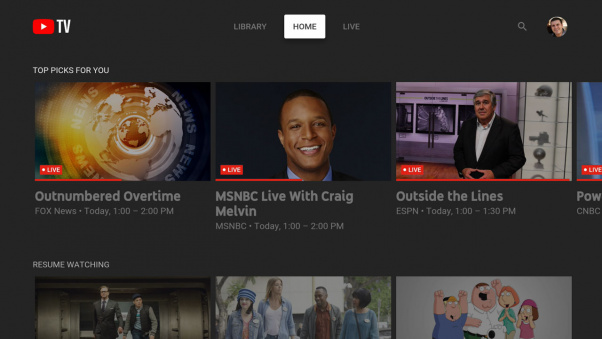 TV
LIBRARY
HOME
LIVE
TOP PICKS FOR YOU
NEWS NEWS NEWS
LIVE
LIVE
LIVE
LIVE
Outnumbered Overtime
FOX News • Today, 1:00 – 2:00 PM
MSNBC Live With Craig
Melvin
MSNBC • Today, 1:00 – 2:00 PM
Outside the Lines
ESPN • Today, 1:00 – 1:30 PM
Pow
CNBC
RESUME WATCHING